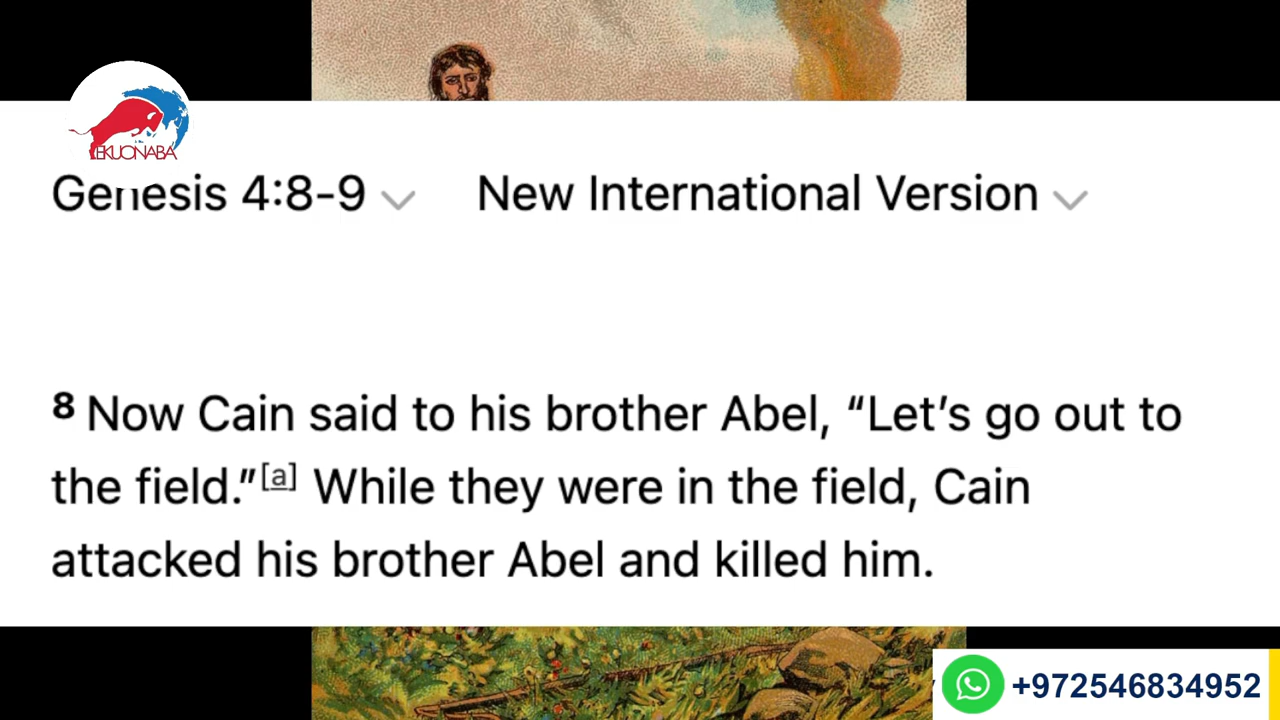 EKUONABA
Genesis 4:8-9 New International Version
8 Now Cain said to his brother Abel, “Let’s go out to
the field.”[a] While they were in the field, Cain
attacked his brother Abel and killed him.
+972546834952